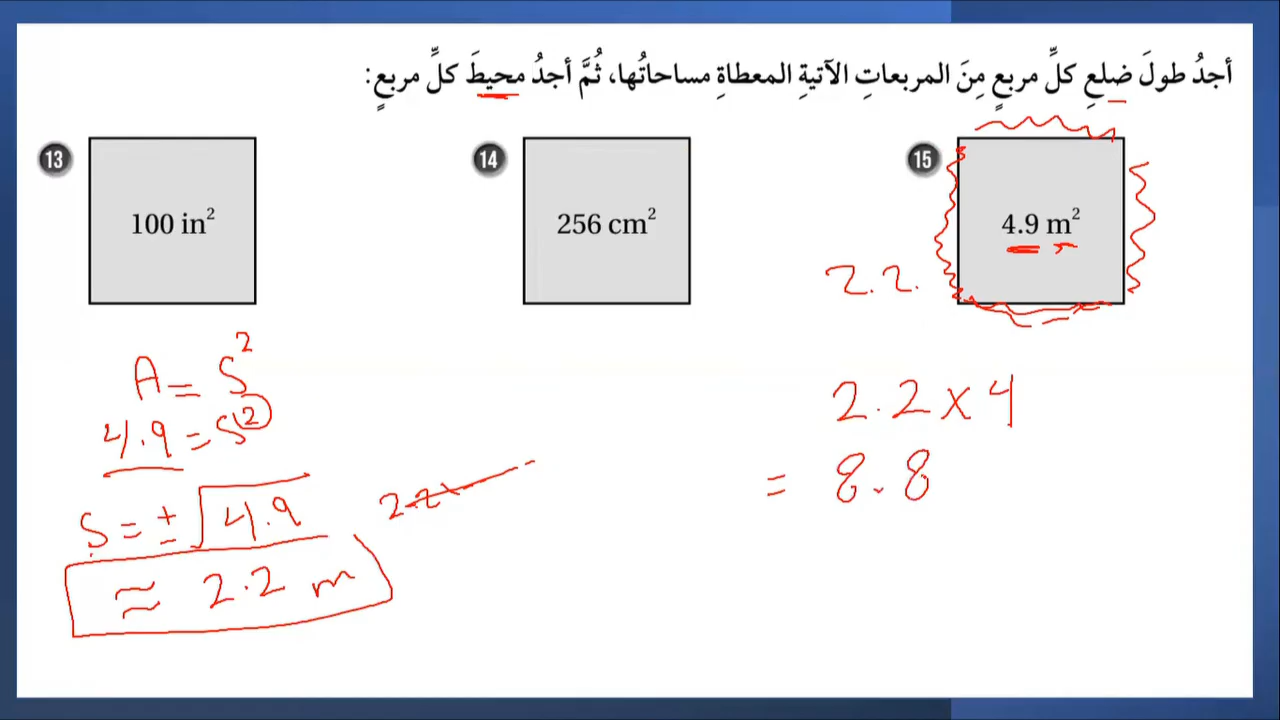 أجدُ طولَ ضلعِ كلِّ مربعٍ مِنَ المربعاتِ الآتيةِ المعطاةِ مساحاتُها، ثُمَّ أجدُ محيطَ كلِّ مربعٍ:
13 100 in²
14 256 cm²
15 4.9 m²
2.2.
A = S²
4.9 = S²
S = ± √4.9
≈ 2.2 m
2.2 x
2.2 x 4
= 8.8